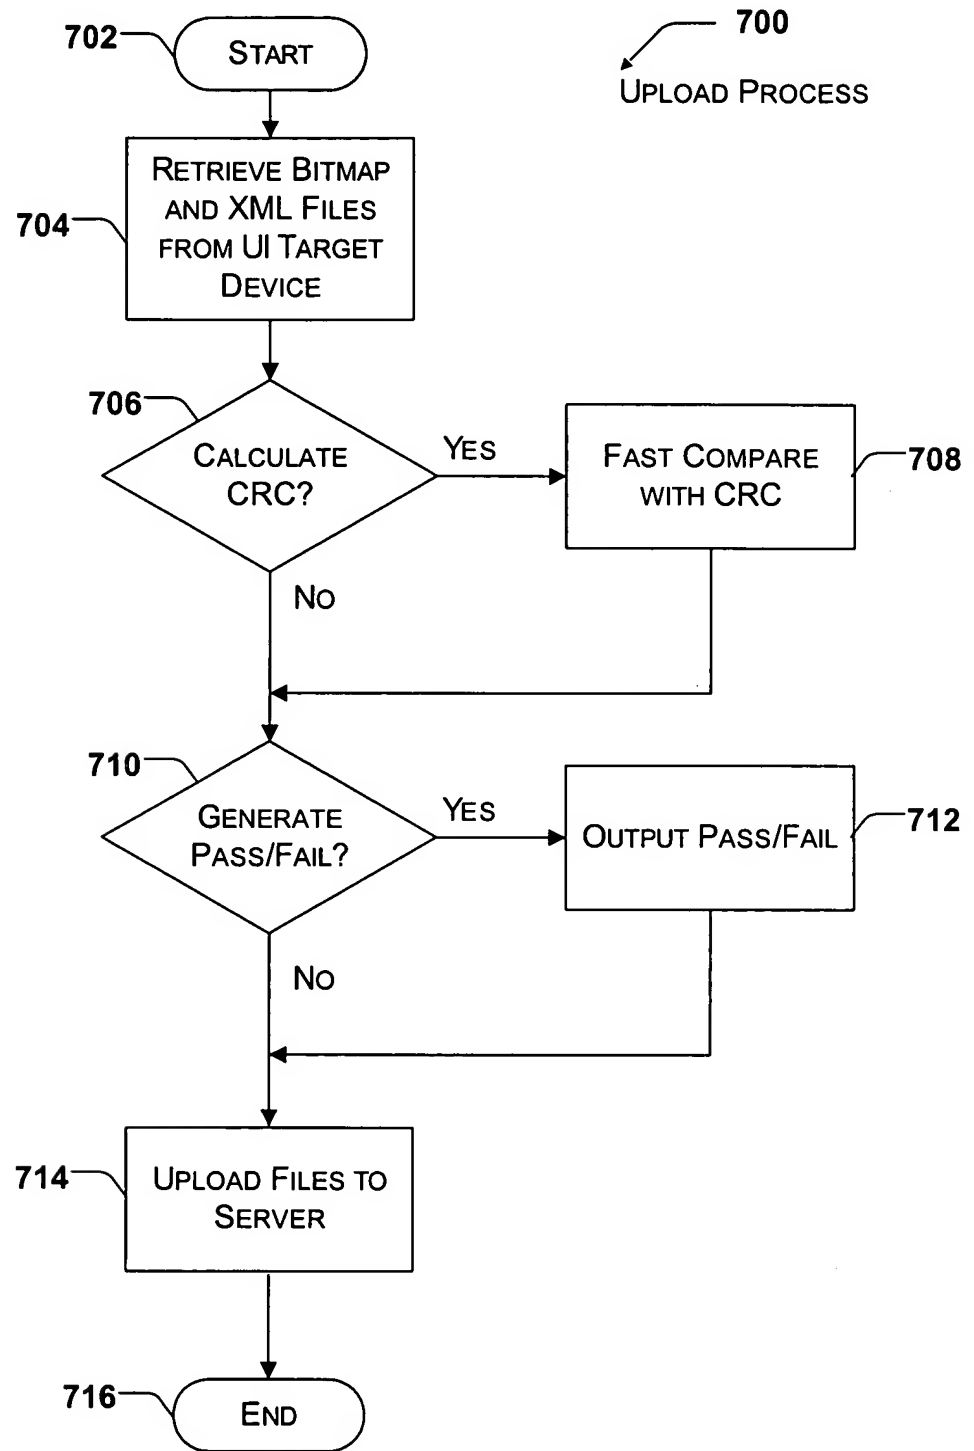 702
START
700
UPLOAD PROCESS
704
RETRIEVE BITMAP
AND XML FILES
FROM UI TARGET
DEVICE
706
CALCULATE
CRC?
YES
FAST COMPARE
WITH CRC
708
NO
710
GENERATE
PASS/FAIL?
YES
OUTPUT PASS/FAIL
712
NO
714
UPLOAD FILES TO
SERVER
716
END